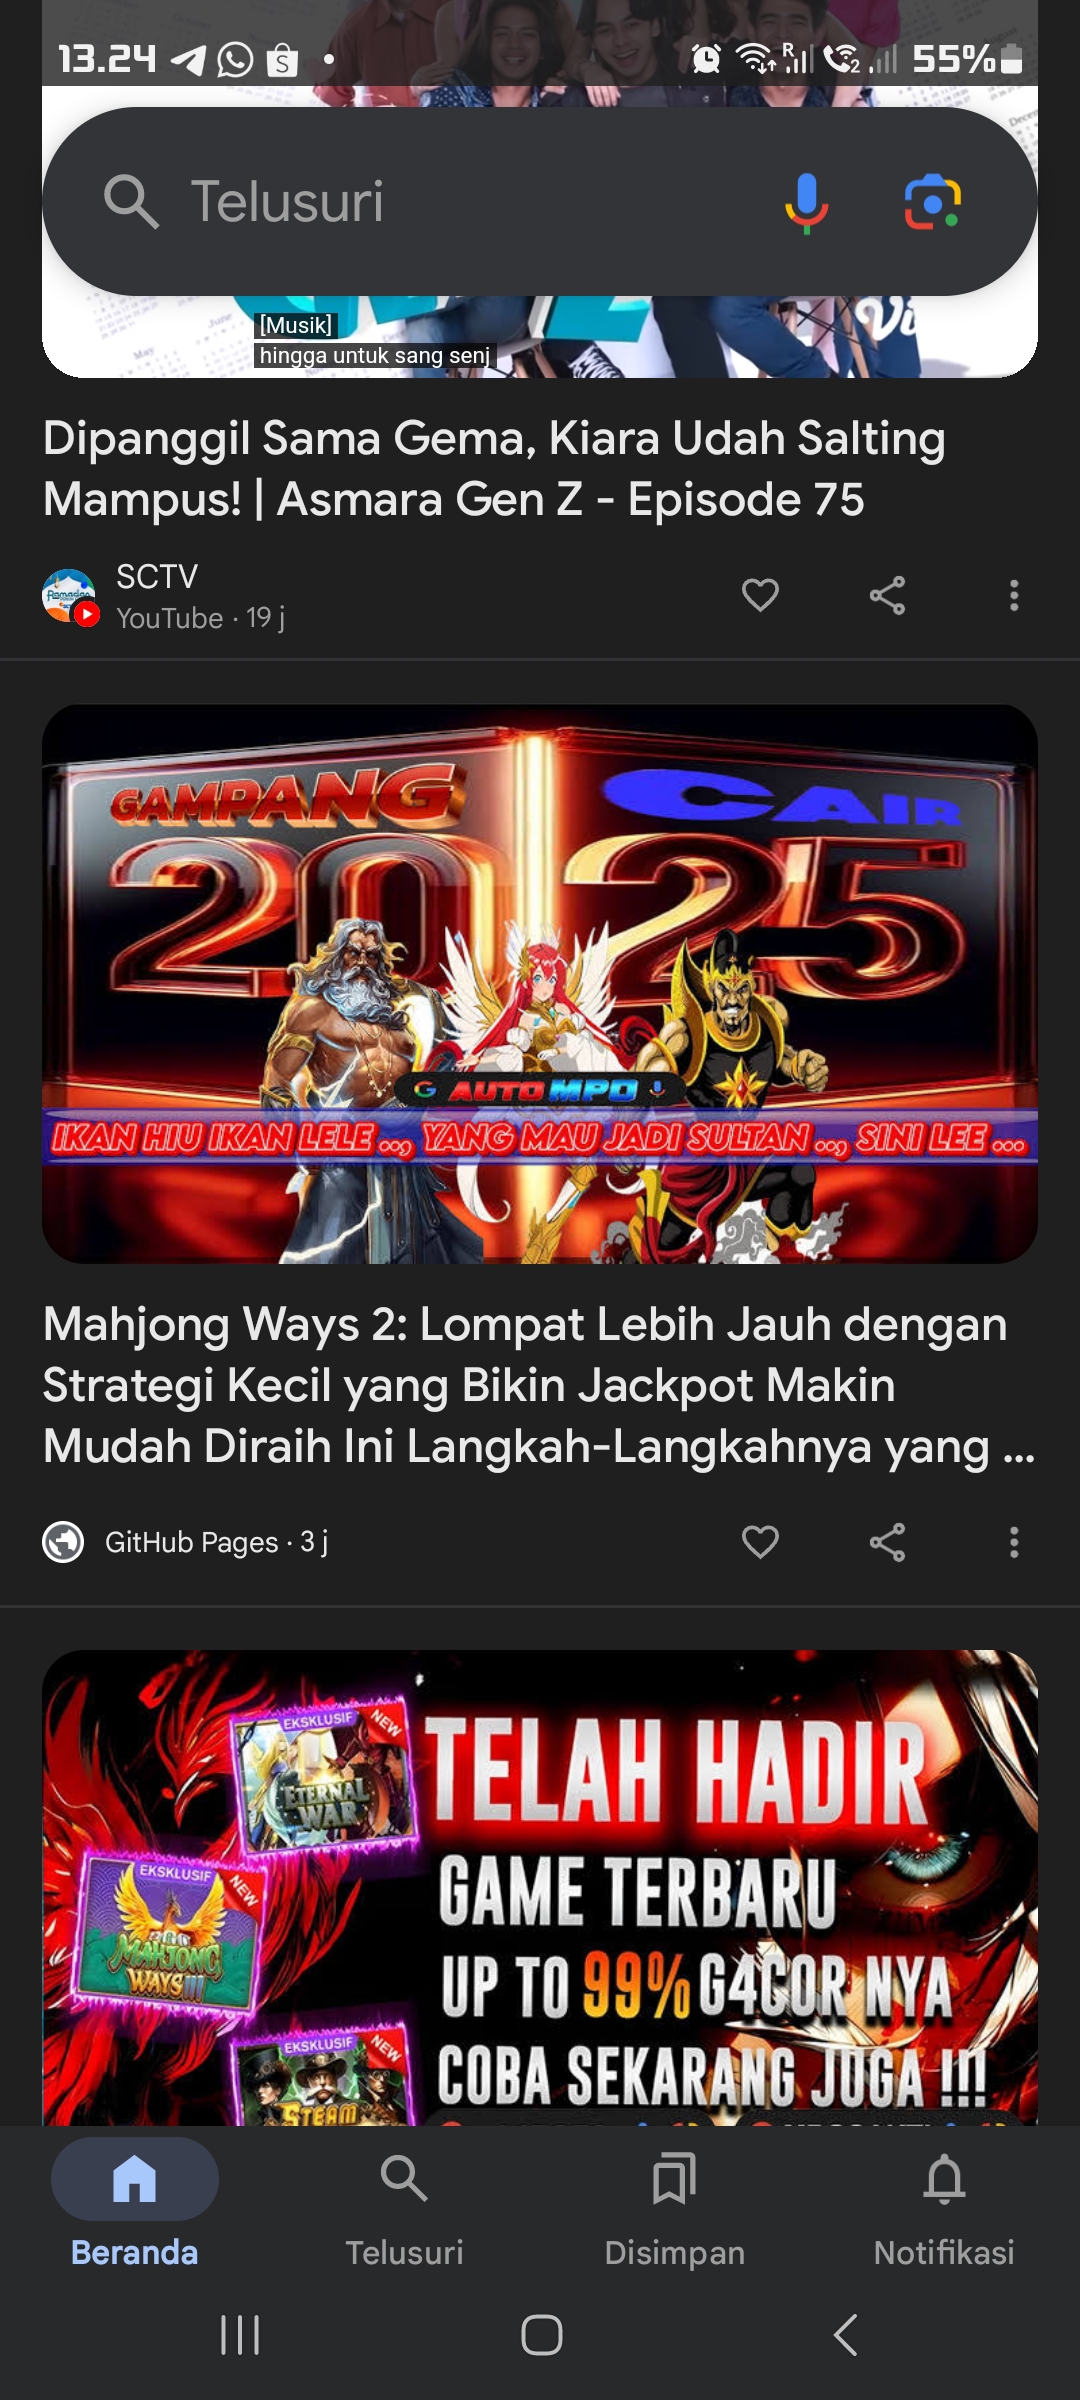 13.24
R
2
55%
Telusuri
June
May
[Musik]
hingga untuk sang senj
Dipanggil Sama Gema, Kiara Udah Salting
Mampus! | Asmara Gen Z - Episode 75
SCTV
YouTube · 19 j
GAMPANG
CAIR
2025
AUTO MPO
IKAN HIU IKAN LELE ..., YANG MAU JADI SULTAN ..., SINI LEE ...
Mahjong Ways 2: Lompat Lebih Jauh dengan
Strategi Kecil yang Bikin Jackpot Makin
Mudah Diraih Ini Langkah-Langkahnya yang ...
GitHub Pages · 3 j
EKSKLUSIF
NEW
ETERNAL
WAR
TELAH HADIR
EKSKLUSIF
NEW
MAHJONG
WAYS III
GAME TERBARU
UP TO 99% G4COR NYA
COBA SEKARANG JUGA !!!
EKSKLUSIF
NEW
STEAM
Beranda
Telusuri
Disimpan
Notifikasi